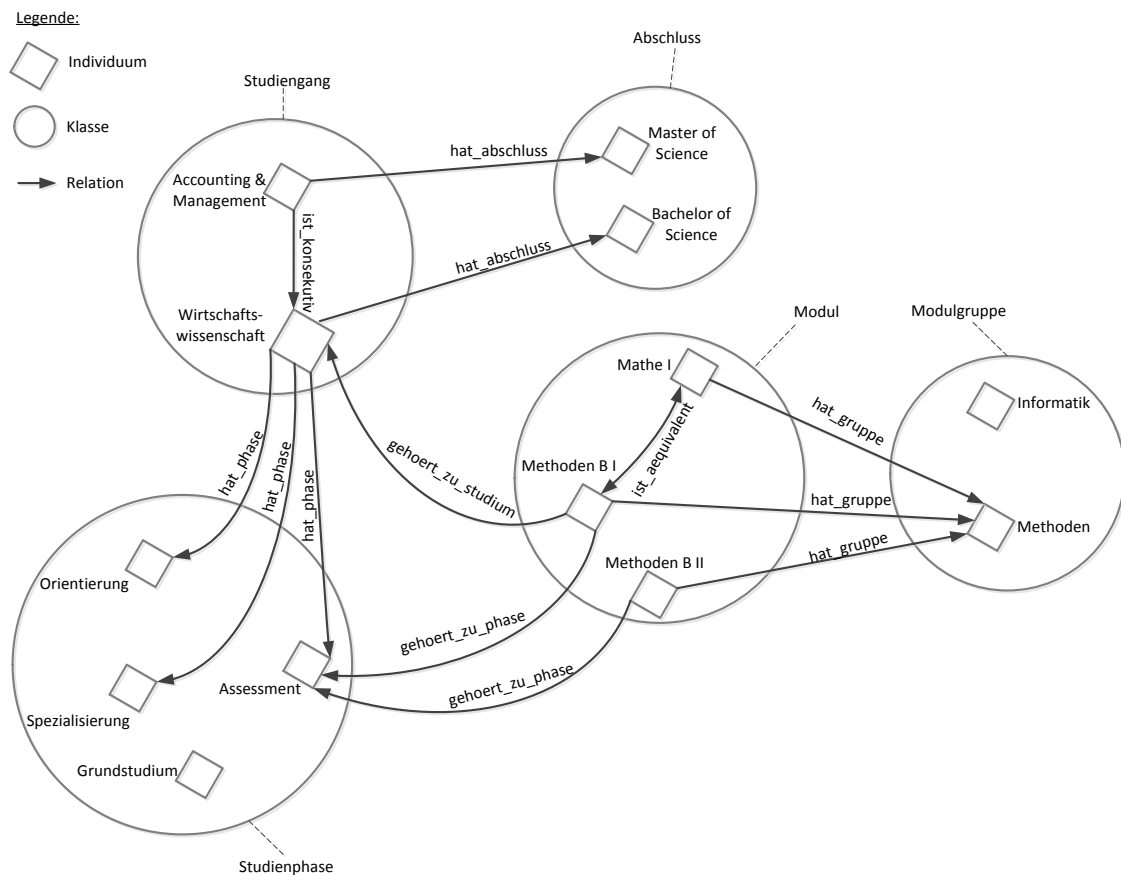 Legende:
Individuum
Klasse
Relation
Studiengang
Abschluss
Accounting &
Management
hat_abschluss
Master of
Science
ist_konsekutiv
Bachelor of
Science
hat_abschluss
Wirtschafts-
wissenschaft
Modul
Modulgruppe
Mathe I
hat_gruppe
Informatik
ist_aequivalent
Methoden B I
hat_gruppe
Methoden
gehoert_zu_studium
Methoden B II
hat_gruppe
hat_phase
hat_phase
hat_phase
Orientierung
gehoert_zu_phase
Assessment
gehoert_zu_phase
Spezialisierung
Grundstudium
Studienphase